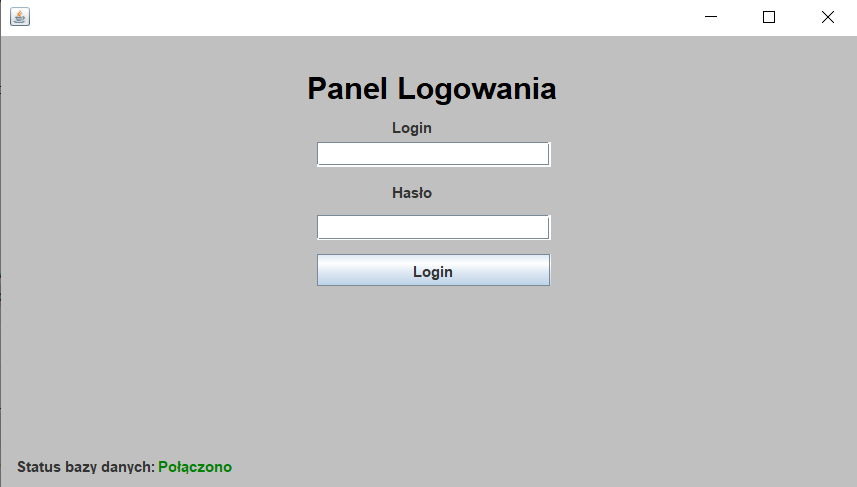 Panel Logowania
Login
Hasło
Login
Status bazy danych: Połączono